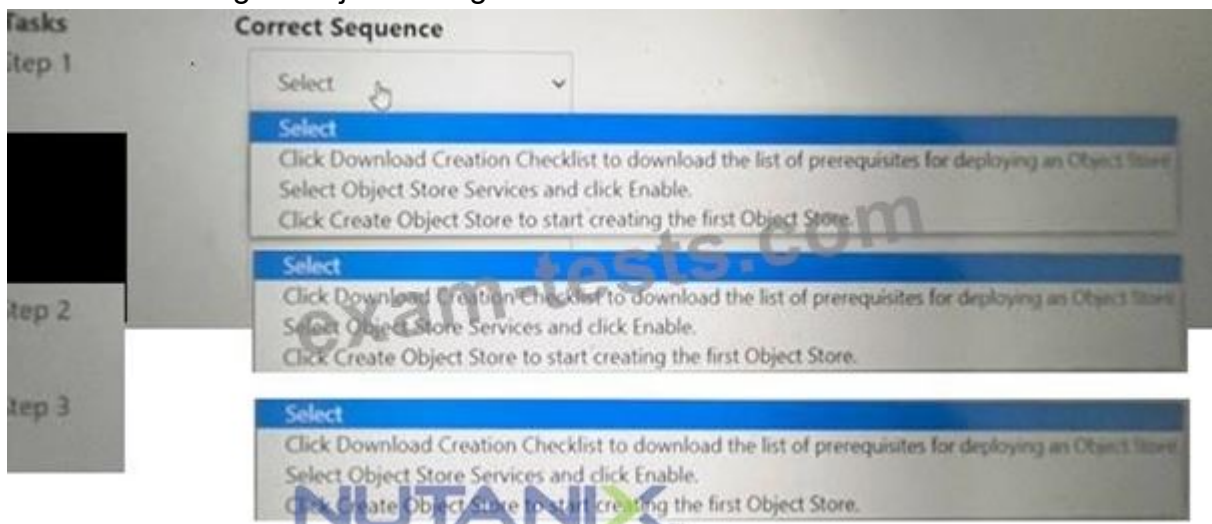 Tasks
Correct Sequence
Step 1
Select
Select
Click Download Creation Checklist to download the list of prerequisites for deploying an Object Store
Select Object Store Services and click Enable.
Click Create Object Store to start creating the first Object Store.
exam-tests.com
Step 2
Select
Click Download Creation Checklist to download the list of prerequisites for deploying an Object Store
Select Object Store Services and click Enable.
Click Create Object Store to start creating the first Object Store.
Step 3
Select
Click Download Creation Checklist to download the list of prerequisites for deploying an Object Store
Select Object Store Services and click Enable.
Click Create Object Store to start creating the first Object Store.
NUTANIX